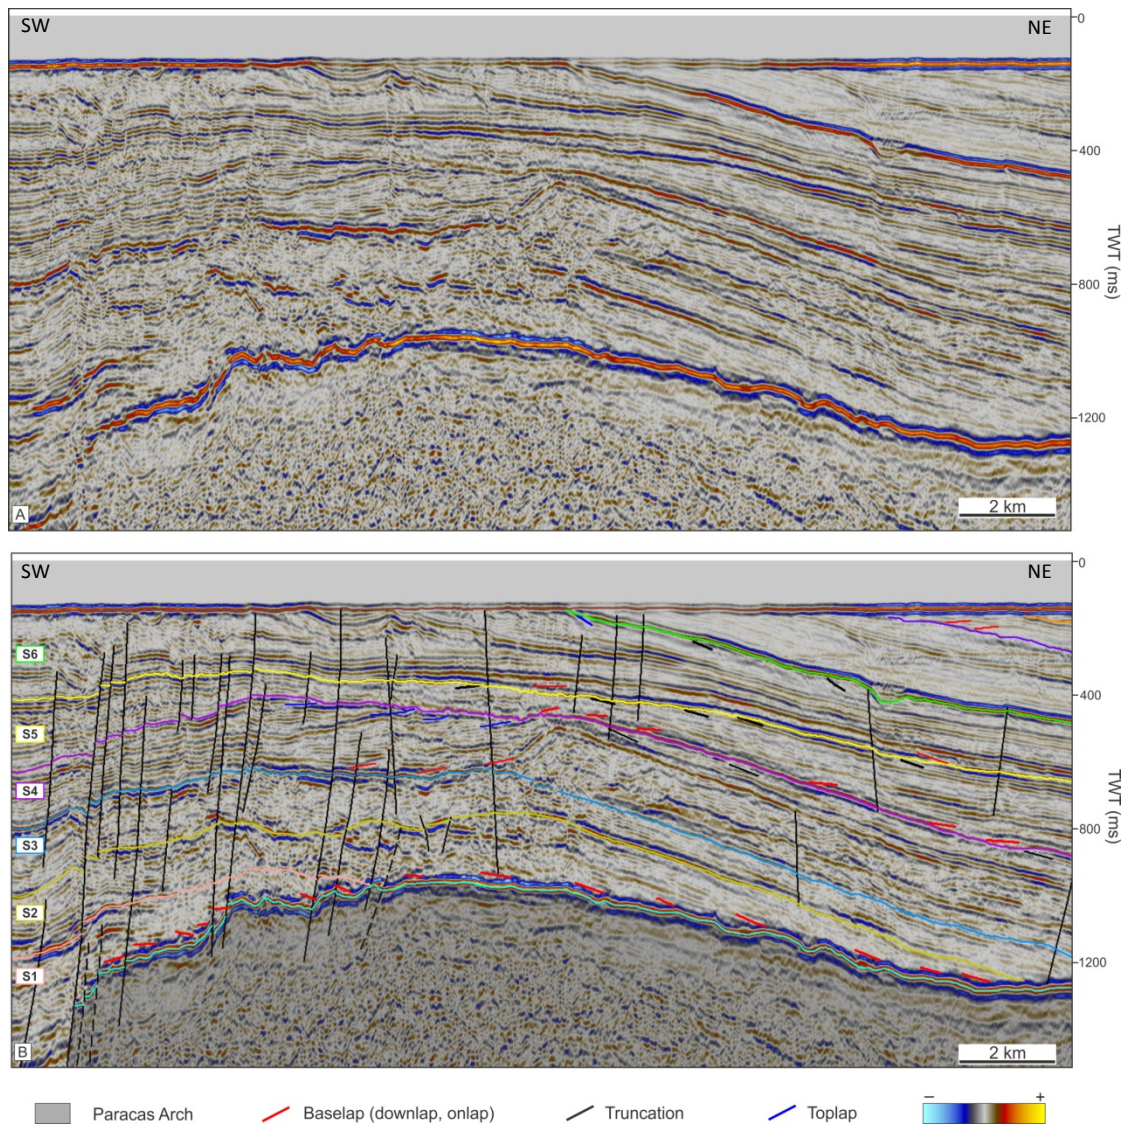 SW
NE
0
400
800
1200
TWT (ms)
A
2 km
SW
NE
0
S6
400
S5
S4
TWT (ms)
800
S3
S2
S1
1200
B
2 km
Paracas Arch
Baselap (downlap, onlap)
Truncation
Toplap
− +